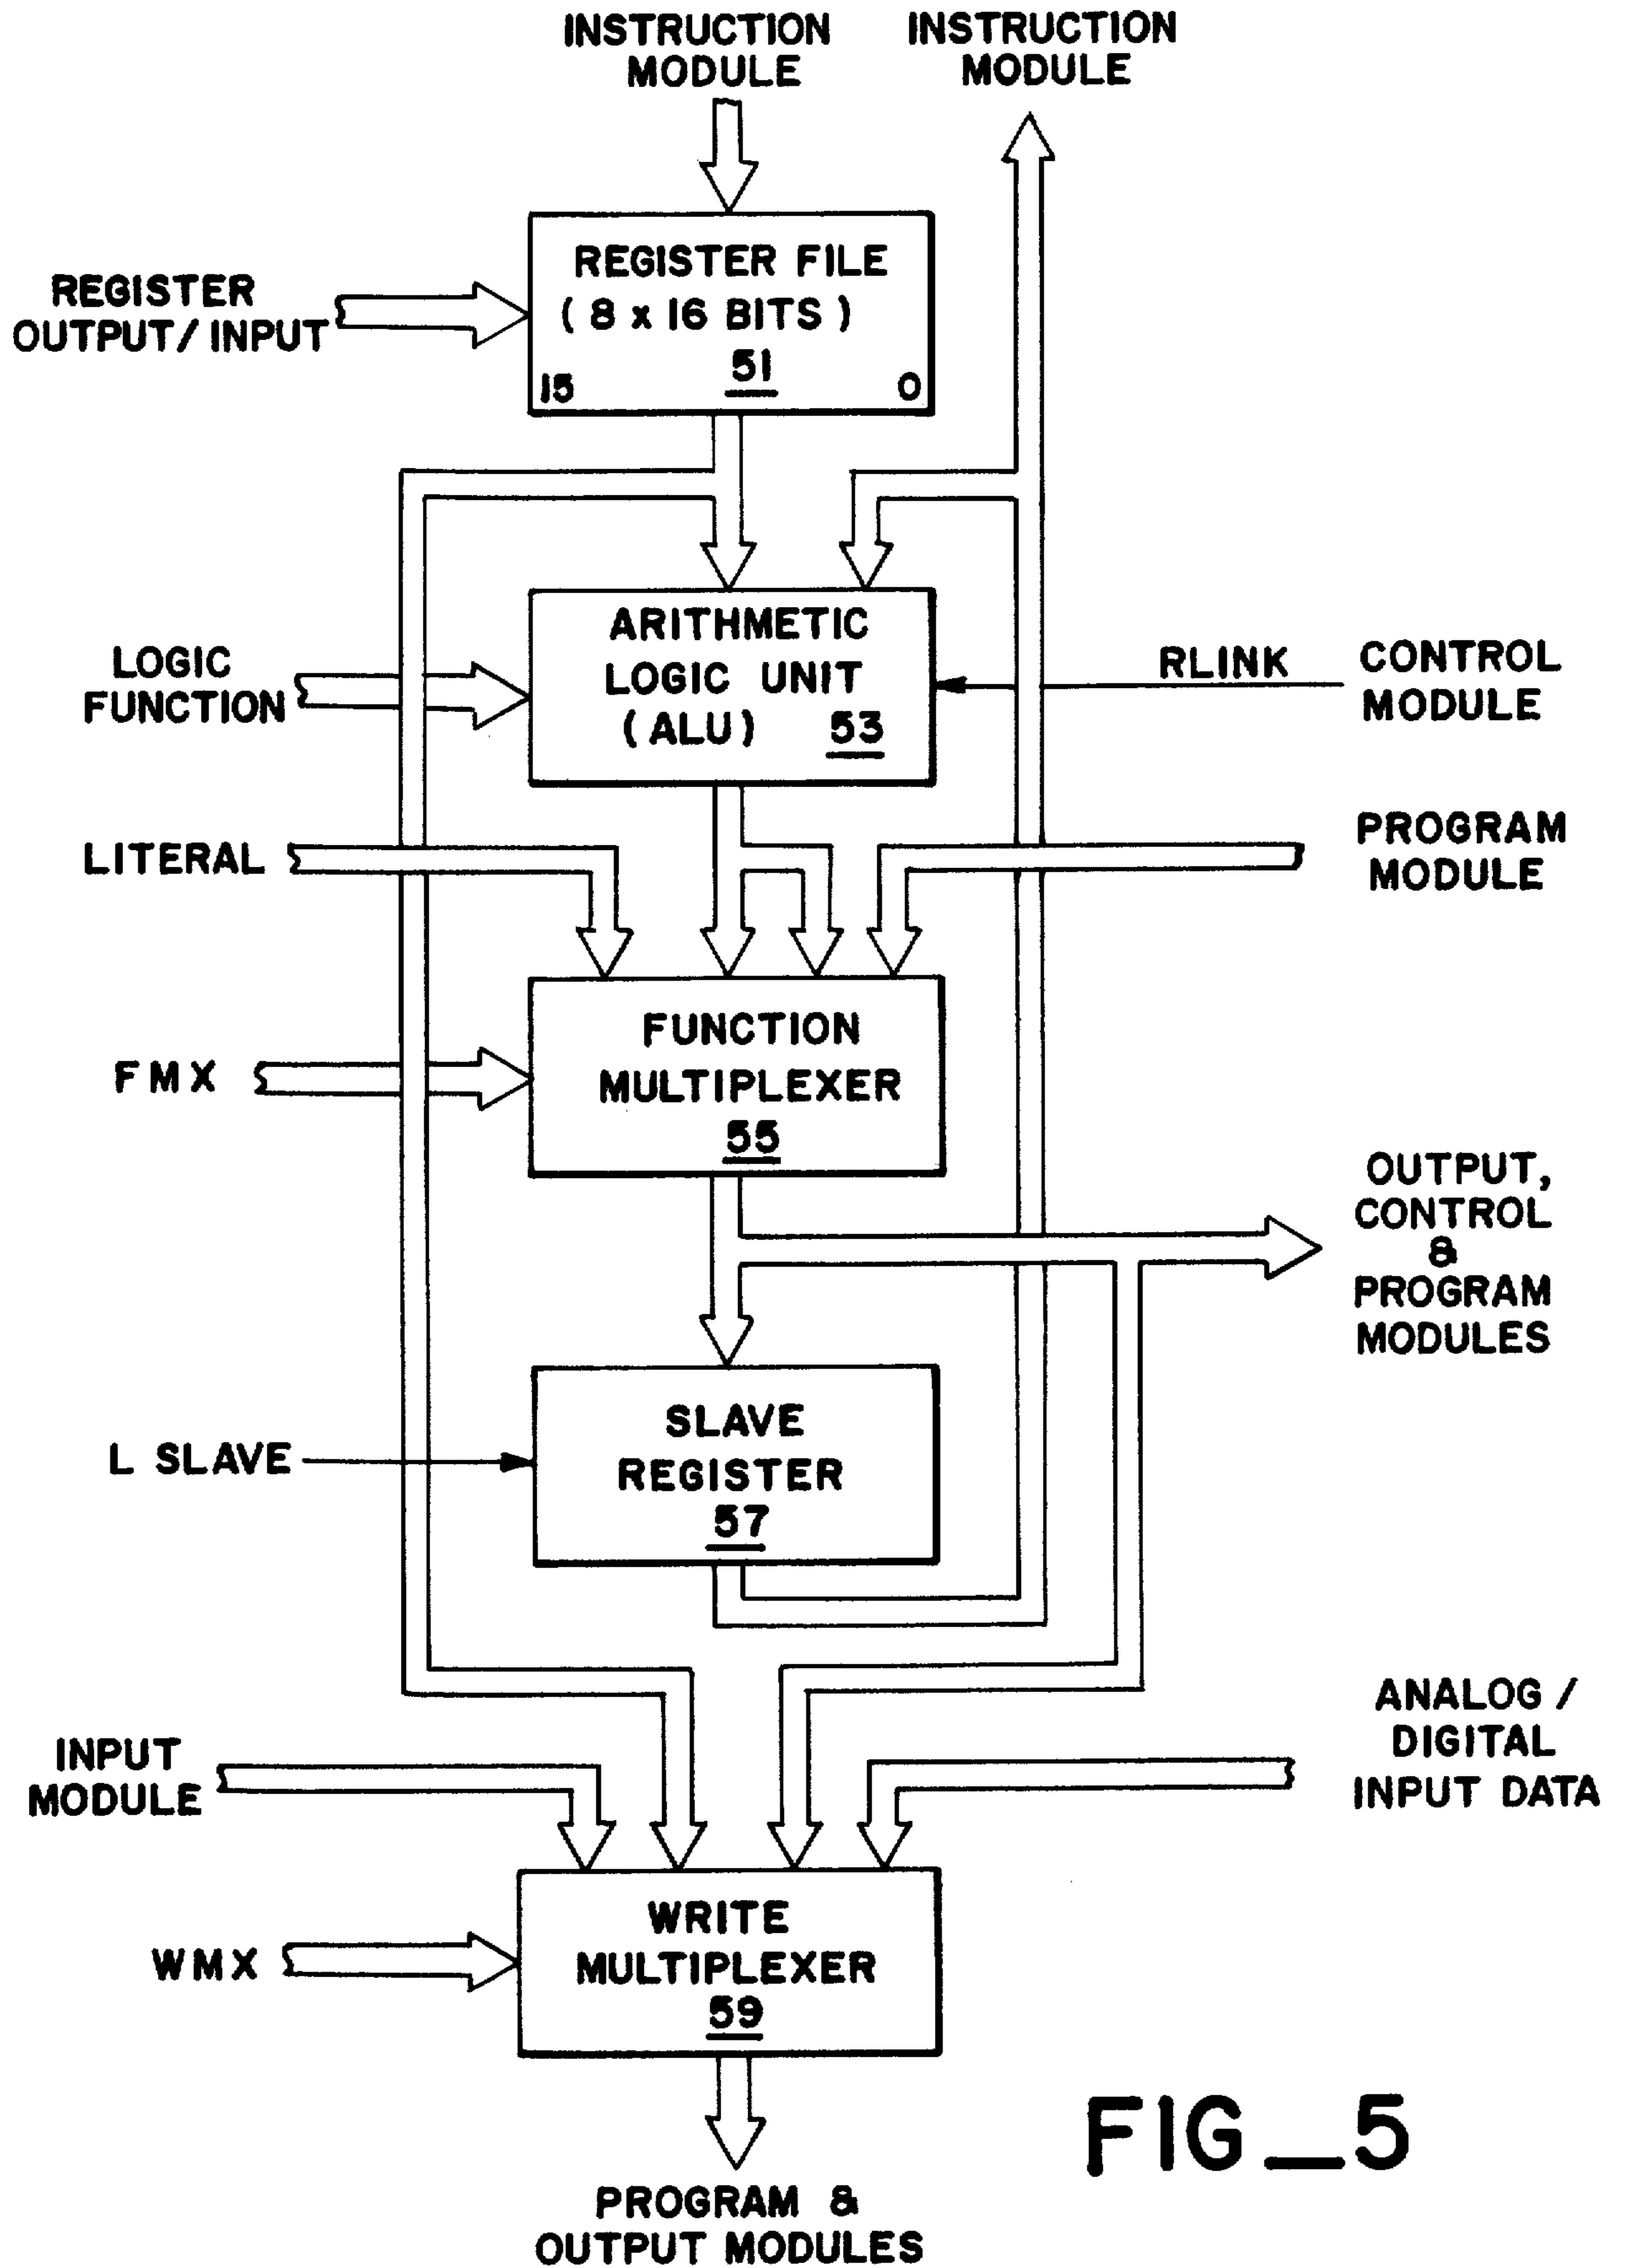 INSTRUCTION
MODULE
INSTRUCTION
MODULE
REGISTER
OUTPUT/INPUT
REGISTER FILE
(8 x 16 BITS)
51
15
0
LOGIC
FUNCTION
ARITHMETIC
LOGIC UNIT
(ALU) 53
RLINK
CONTROL
MODULE
LITERAL
PROGRAM
MODULE
FMX
FUNCTION
MULTIPLEXER
55
OUTPUT,
CONTROL
&
PROGRAM
MODULES
L SLAVE
SLAVE
REGISTER
57
INPUT
MODULE
ANALOG /
DIGITAL
INPUT DATA
WMX
WRITE
MULTIPLEXER
59
PROGRAM &
OUTPUT MODULES
FIG_5